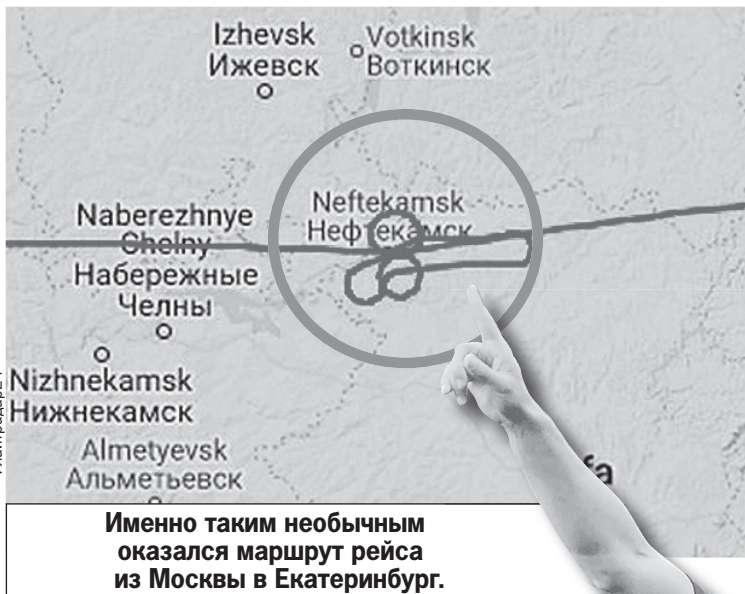 Izhevsk
Ижевск
Votkinsk
Воткинск
Neftekamsk
Нефтекамск
Naberezhnye
Chelny
Набережные
Челны
Nizhnekamsk
Нижнекамск
Almetyevsk
Альметьевск
fa
Именно таким необычным
оказался маршрут рейса
из Москвы в Екатеринбург.